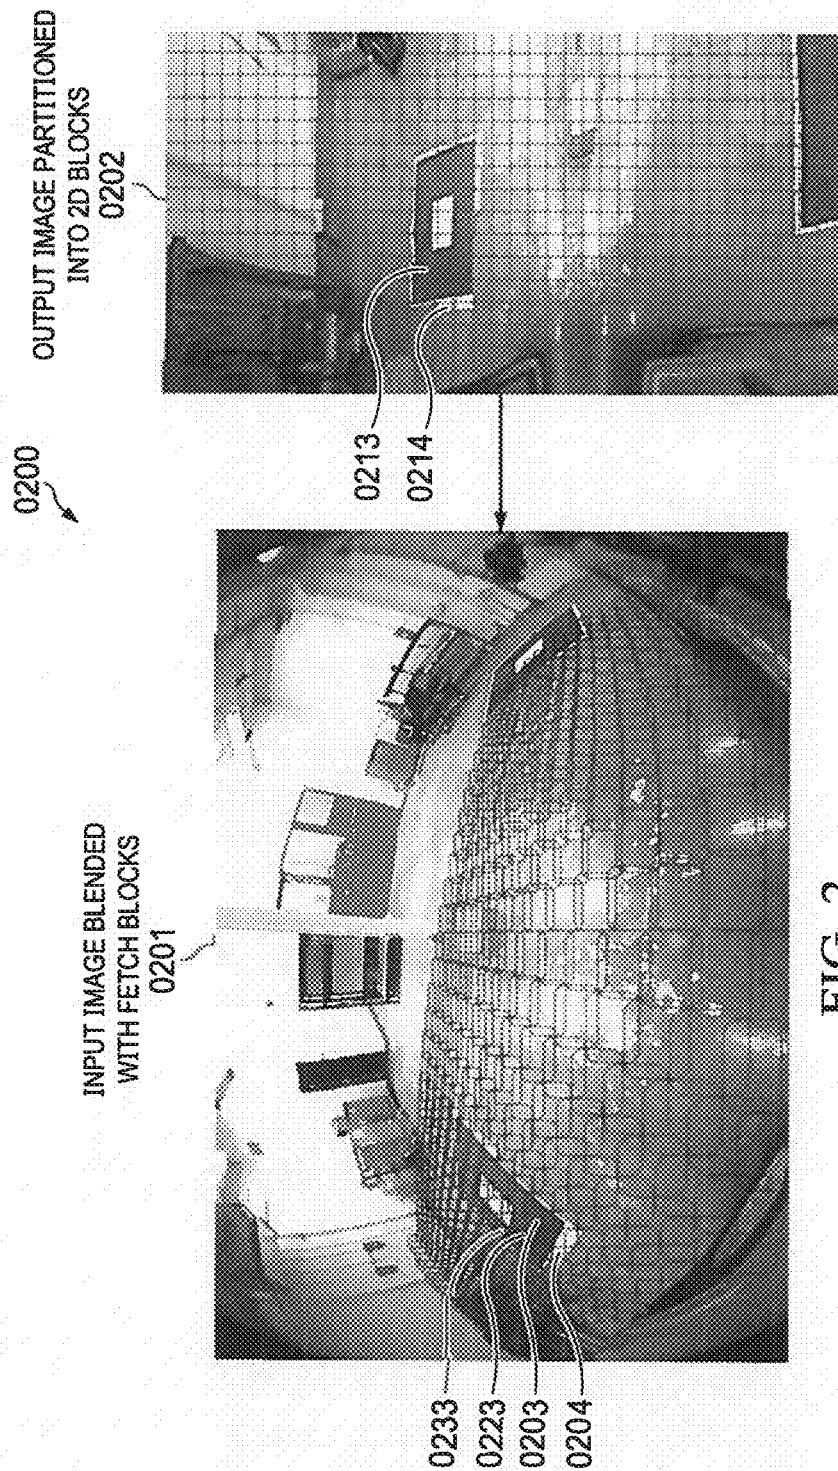 0200
INPUT IMAGE BLENDED
WITH FETCH BLOCKS
0201
OUTPUT IMAGE PARTITIONED
INTO 2D BLOCKS
0202
0213
0214
0233
0223
0203
0204
FIG. 2